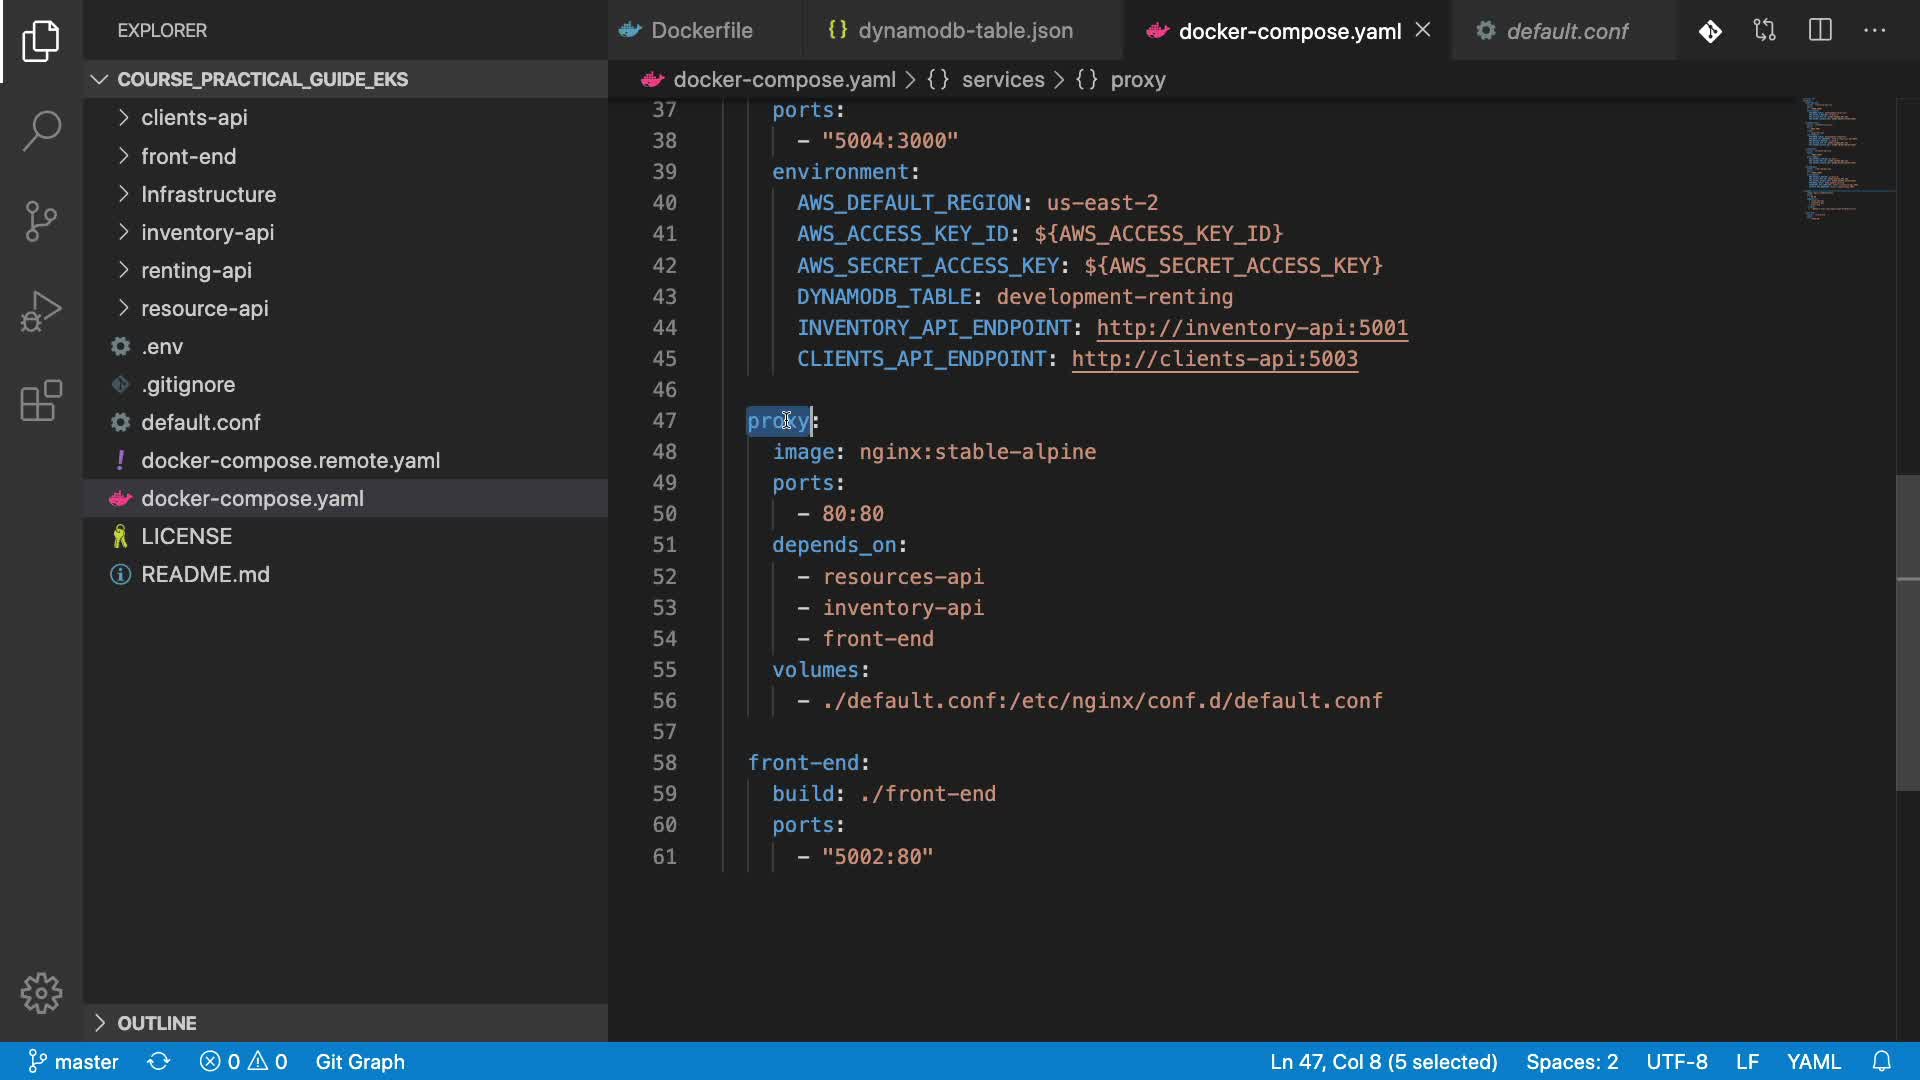 EXPLORER
COURSE_PRACTICAL_GUIDE_EKS
clients-api
front-end
Infrastructure
inventory-api
renting-api
resource-api
.env
.gitignore
default.conf
docker-compose.remote.yaml
docker-compose.yaml
LICENSE
README.md
OUTLINE
Dockerfile
{} dynamodb-table.json
docker-compose.yaml
default.conf
docker-compose.yaml > {} services > {} proxy
37 ports:
38 - "5004:3000"
39 environment:
40 AWS_DEFAULT_REGION: us-east-2
41 AWS_ACCESS_KEY_ID: ${AWS_ACCESS_KEY_ID}
42 AWS_SECRET_ACCESS_KEY: ${AWS_SECRET_ACCESS_KEY}
43 DYNAMODB_TABLE: development-renting
44 INVENTORY_API_ENDPOINT: http://inventory-api:5001
45 CLIENTS_API_ENDPOINT: http://clients-api:5003
46
47 proxy:
48 image: nginx:stable-alpine
49 ports:
50 - 80:80
51 depends_on:
52 - resources-api
53 - inventory-api
54 - front-end
55 volumes:
56 - ./default.conf:/etc/nginx/conf.d/default.conf
57
58 front-end:
59 build: ./front-end
60 ports:
61 - "5002:80"
master 0 0 Git Graph Ln 47, Col 8 (5 selected) Spaces: 2 UTF-8 LF YAML